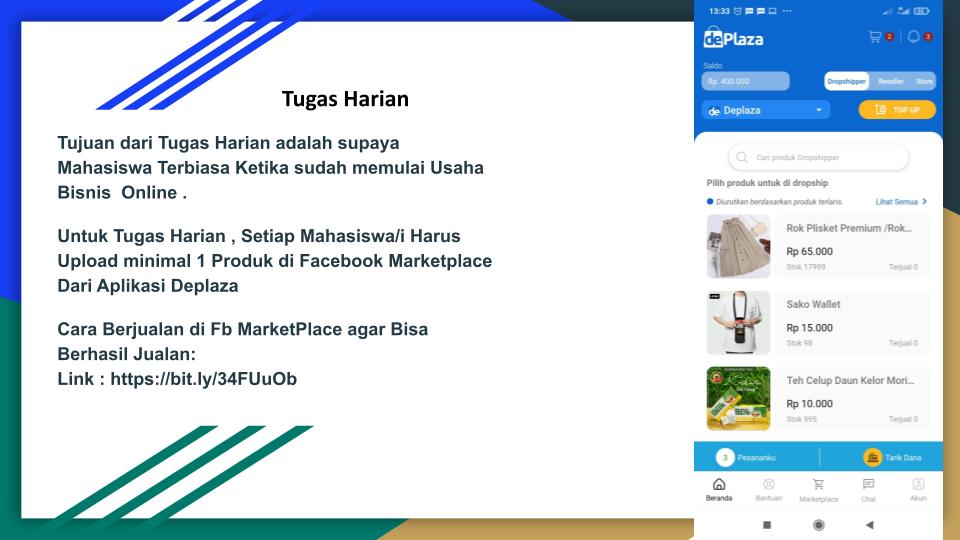 Tugas Harian
Tujuan dari Tugas Harian adalah supaya
Mahasiswa Terbiasa Ketika sudah memulai Usaha
Bisnis Online .
Untuk Tugas Harian , Setiap Mahasiswa/i Harus
Upload minimal 1 Produk di Facebook Marketplace
Dari Aplikasi Deplaza
Cara Berjualan di Fb MarketPlace agar Bisa
Berhasil Jualan:
Link : https://bit.ly/34FUuOb
13:33
dePlaza
2
3
Saldo
Rp. 400.000
Dropshipper Reseller Store
de Deplaza
TOP UP
Cari produk Dropshipper
Pilih produk untuk di dropship
Diurutkan berdasarkan produk terlaris. Lihat Semua
Rok Plisket Premium /Rok...
Rp 65.000
Stok 17999 Terjual 0
Sako Wallet
Rp 15.000
Stok 98 Terjual 0
Teh Celup Daun Kelor Mori...
Rp 10.000
Stok 995 Terjual 0
3 Pesananku Tarik Dana
Beranda Bantuan Marketplace Chat Akun